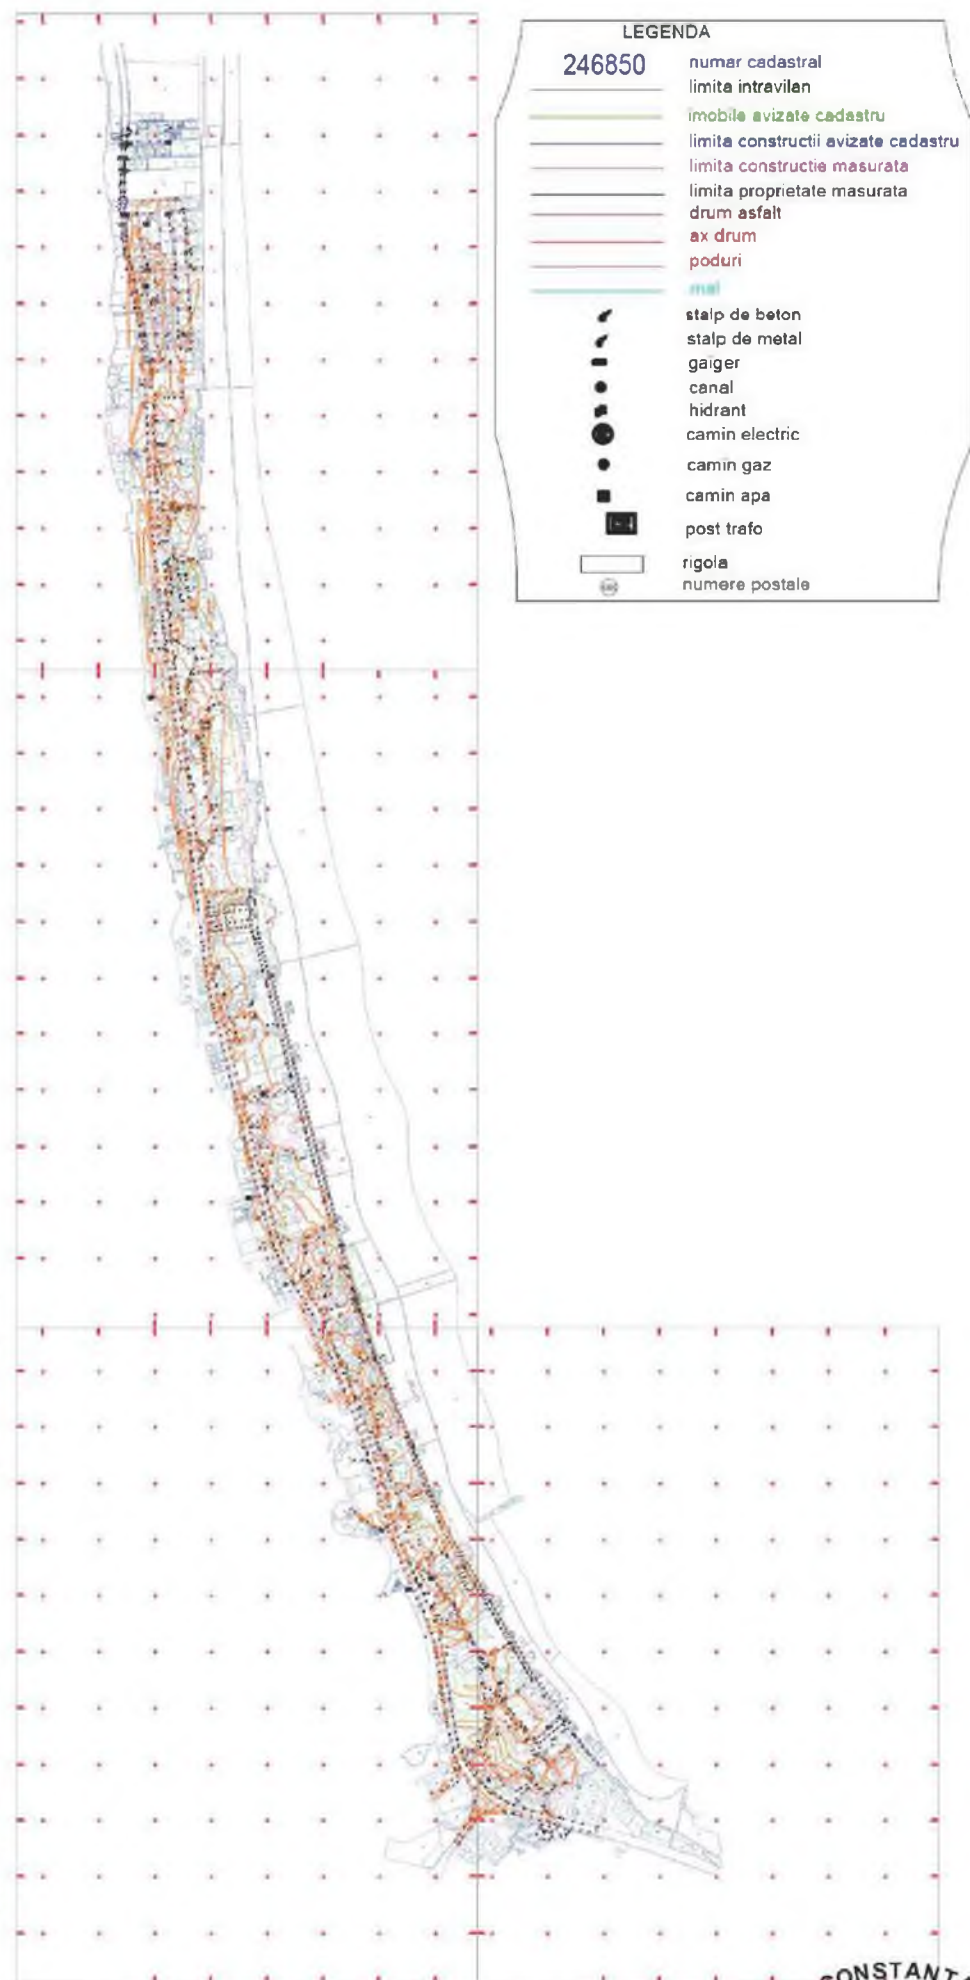 LEGENDA
246850 numar cadastral
limita intravilan
imobile avizate cadastru
limita constructii avizate cadastru
limita constructie masurata
limita proprietate masurata
drum asfalt
ax drum
poduri
mal
stalp de beton
stalp de metal
gaiger
canal
hidrant
camin electric
camin gaz
camin apa
post trafo
rigola
numere postale